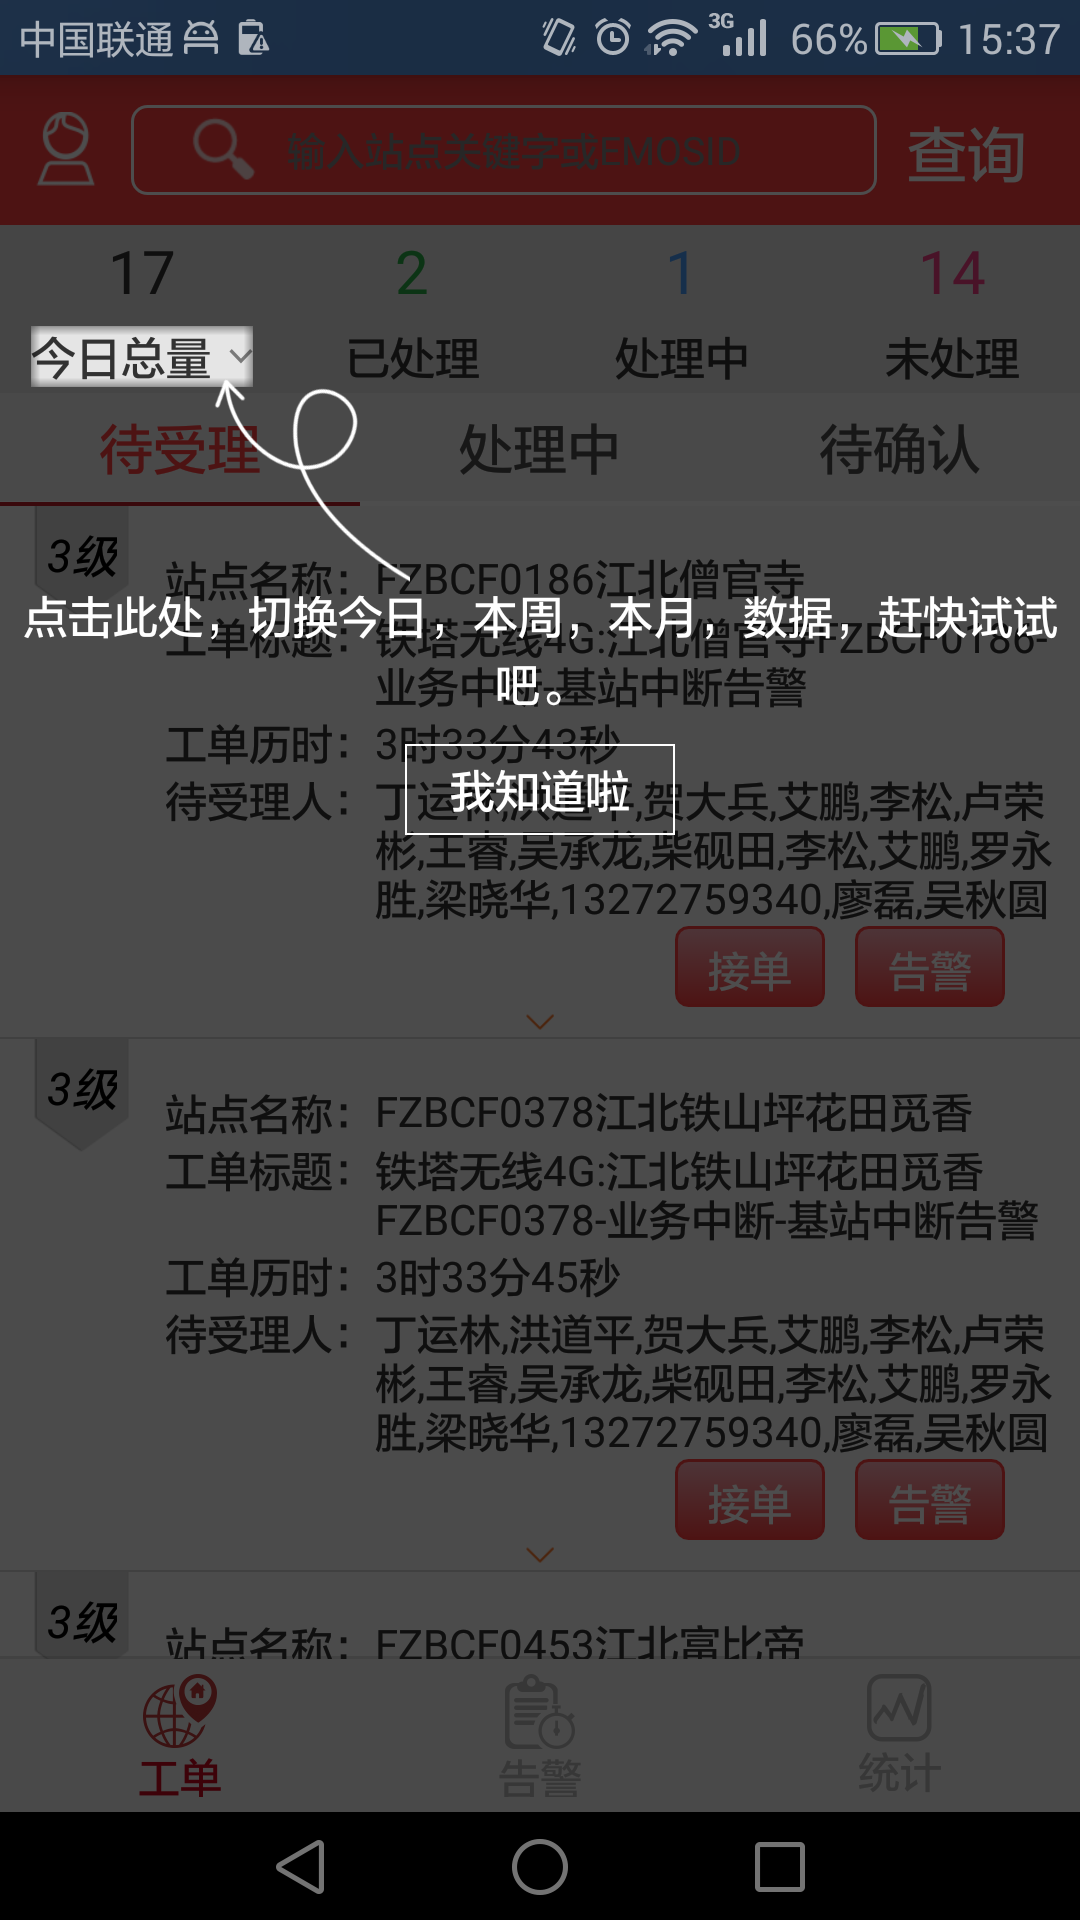 中国联通 3G 66% 15:37
输入站点关键字或EMOSID 查询
17 2 1 14
今日总量 已处理 处理中 未处理
待受理 处理中 待确认
3级
站点名称：FZBCF0186江北僧官寺
点击此处，切换今日，本周，本月，数据，赶快试试
吧。
工单标题：铁塔无线4G:江北僧官寺FZBCF0186-
业务中断-基站中断告警
工单历时：3时33分43秒
我知道啦
待受理人：丁运林,洪道平,贺大兵,艾鹏,李松,卢荣
彬,王睿,吴承龙,柴砚田,李松,艾鹏,罗永
胜,梁晓华,13272759340,廖磊,吴秋圆
接单 告警
3级
站点名称：FZBCF0378江北铁山坪花田觅香
工单标题：铁塔无线4G:江北铁山坪花田觅香
FZBCF0378-业务中断-基站中断告警
工单历时：3时33分45秒
待受理人：丁运林,洪道平,贺大兵,艾鹏,李松,卢荣
彬,王睿,吴承龙,柴砚田,李松,艾鹏,罗永
胜,梁晓华,13272759340,廖磊,吴秋圆
接单 告警
3级
站点名称：FZBCF0453江北富比帝
工单 告警 统计